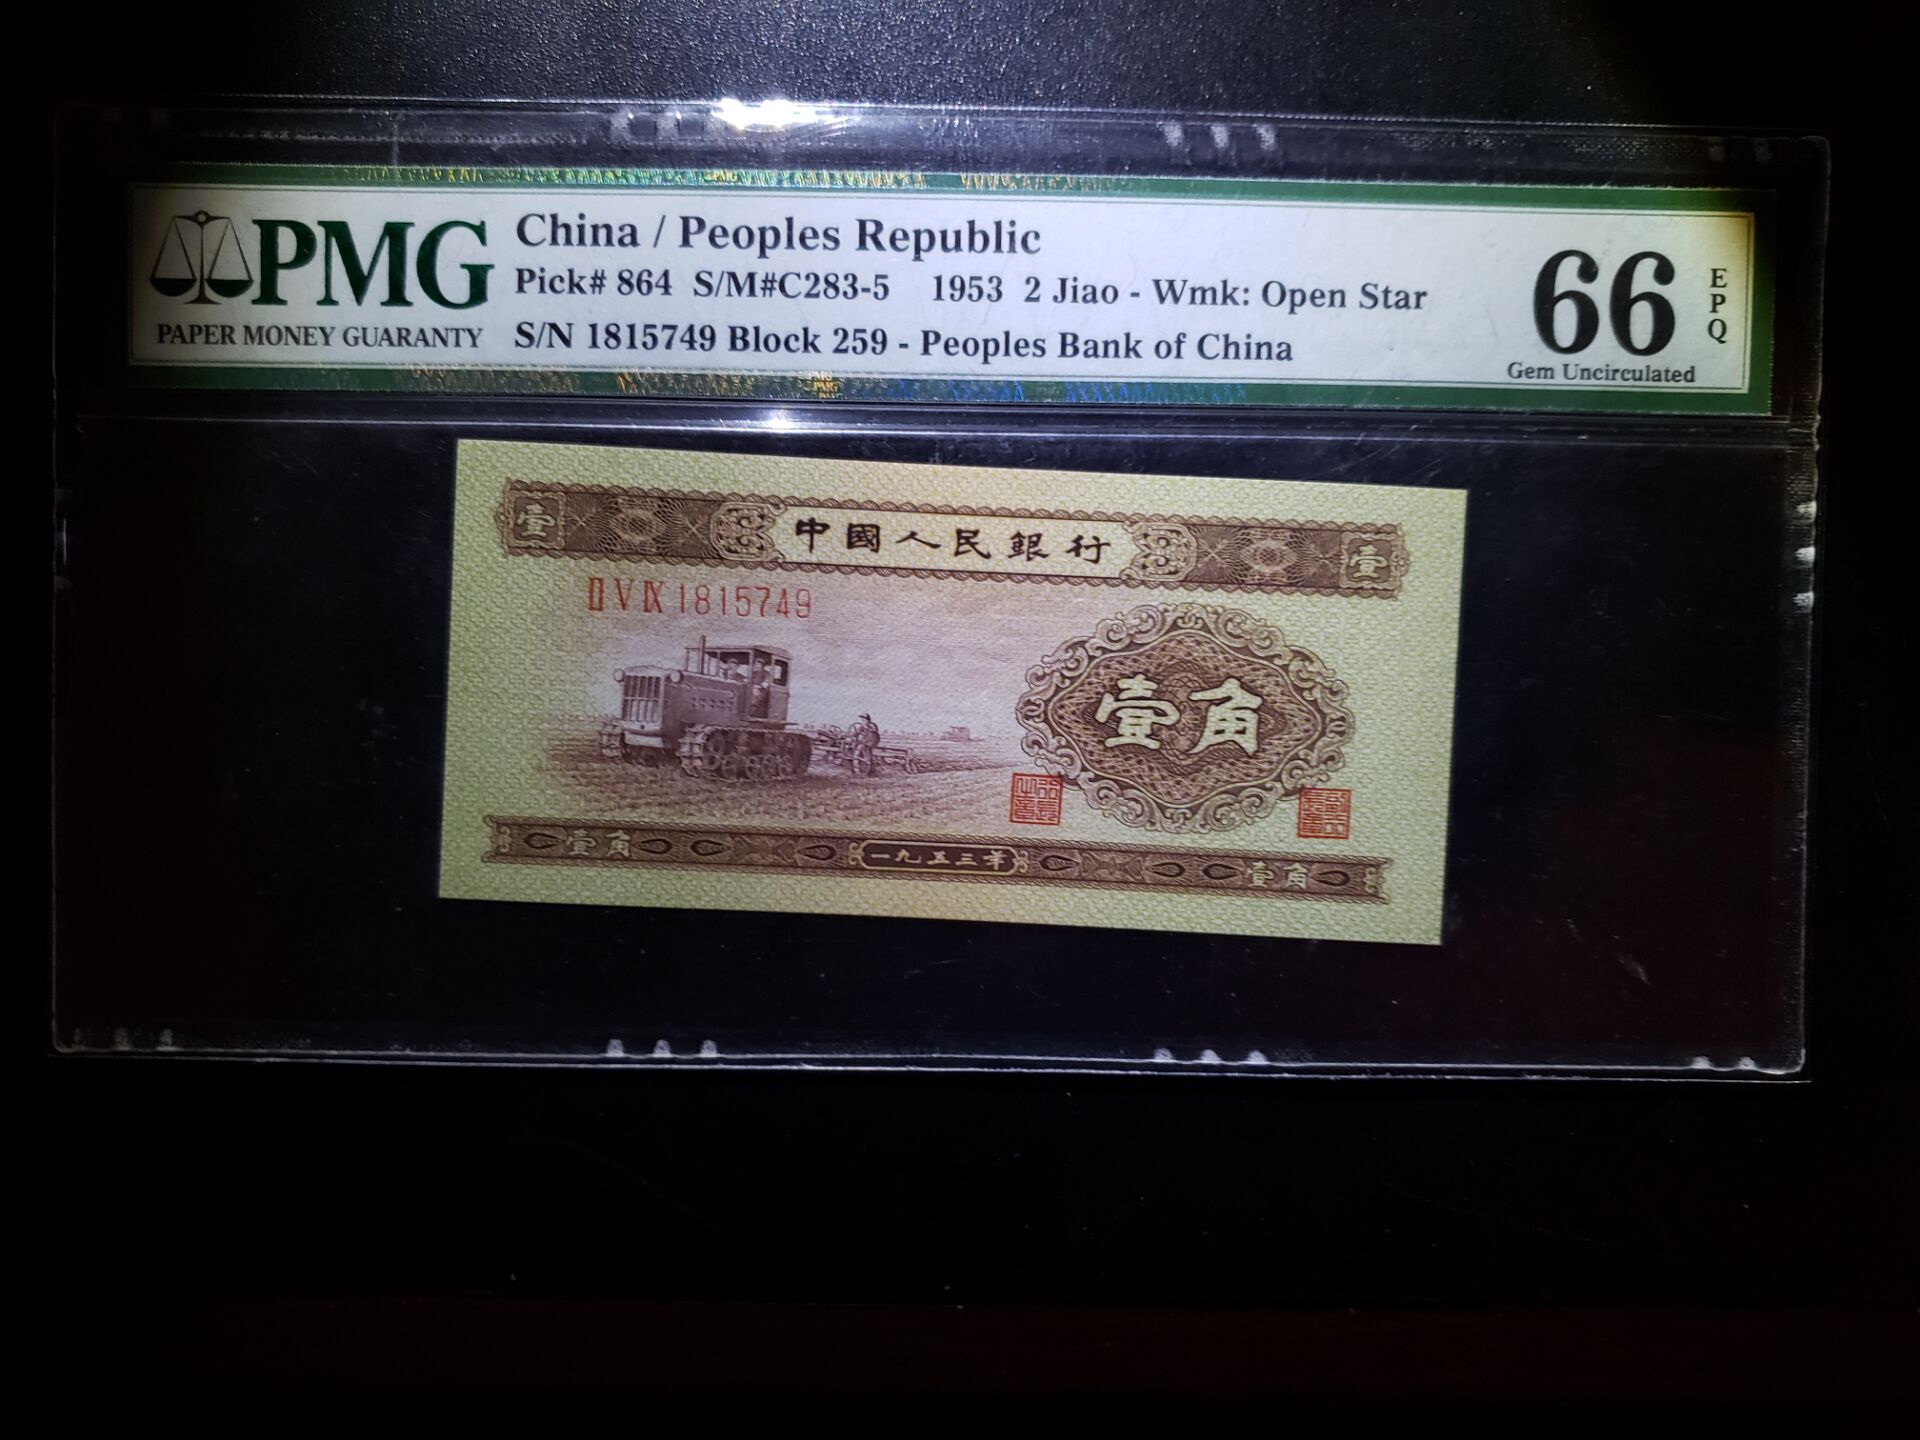 PMG
PAPER MONEY GUARANTY
China / Peoples Republic
Pick# 864 S/M#C283-5 1953 2 Jiao - Wmk: Open Star
S/N 1815749 Block 259 - Peoples Bank of China
66
EPQ
Gem Uncirculated
壹 中國人民銀行 壹
ⅡⅤⅨ 1815749
壹角
壹角 一九五三年 壹角